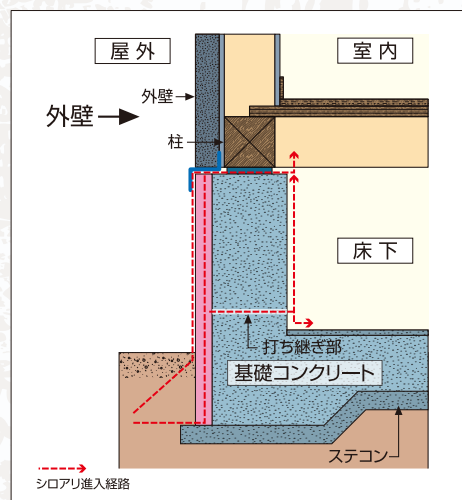 屋外
室内
外壁
外壁
柱
床下
打ち継ぎ部
基礎コンクリート
ステコン
シロアリ進入経路